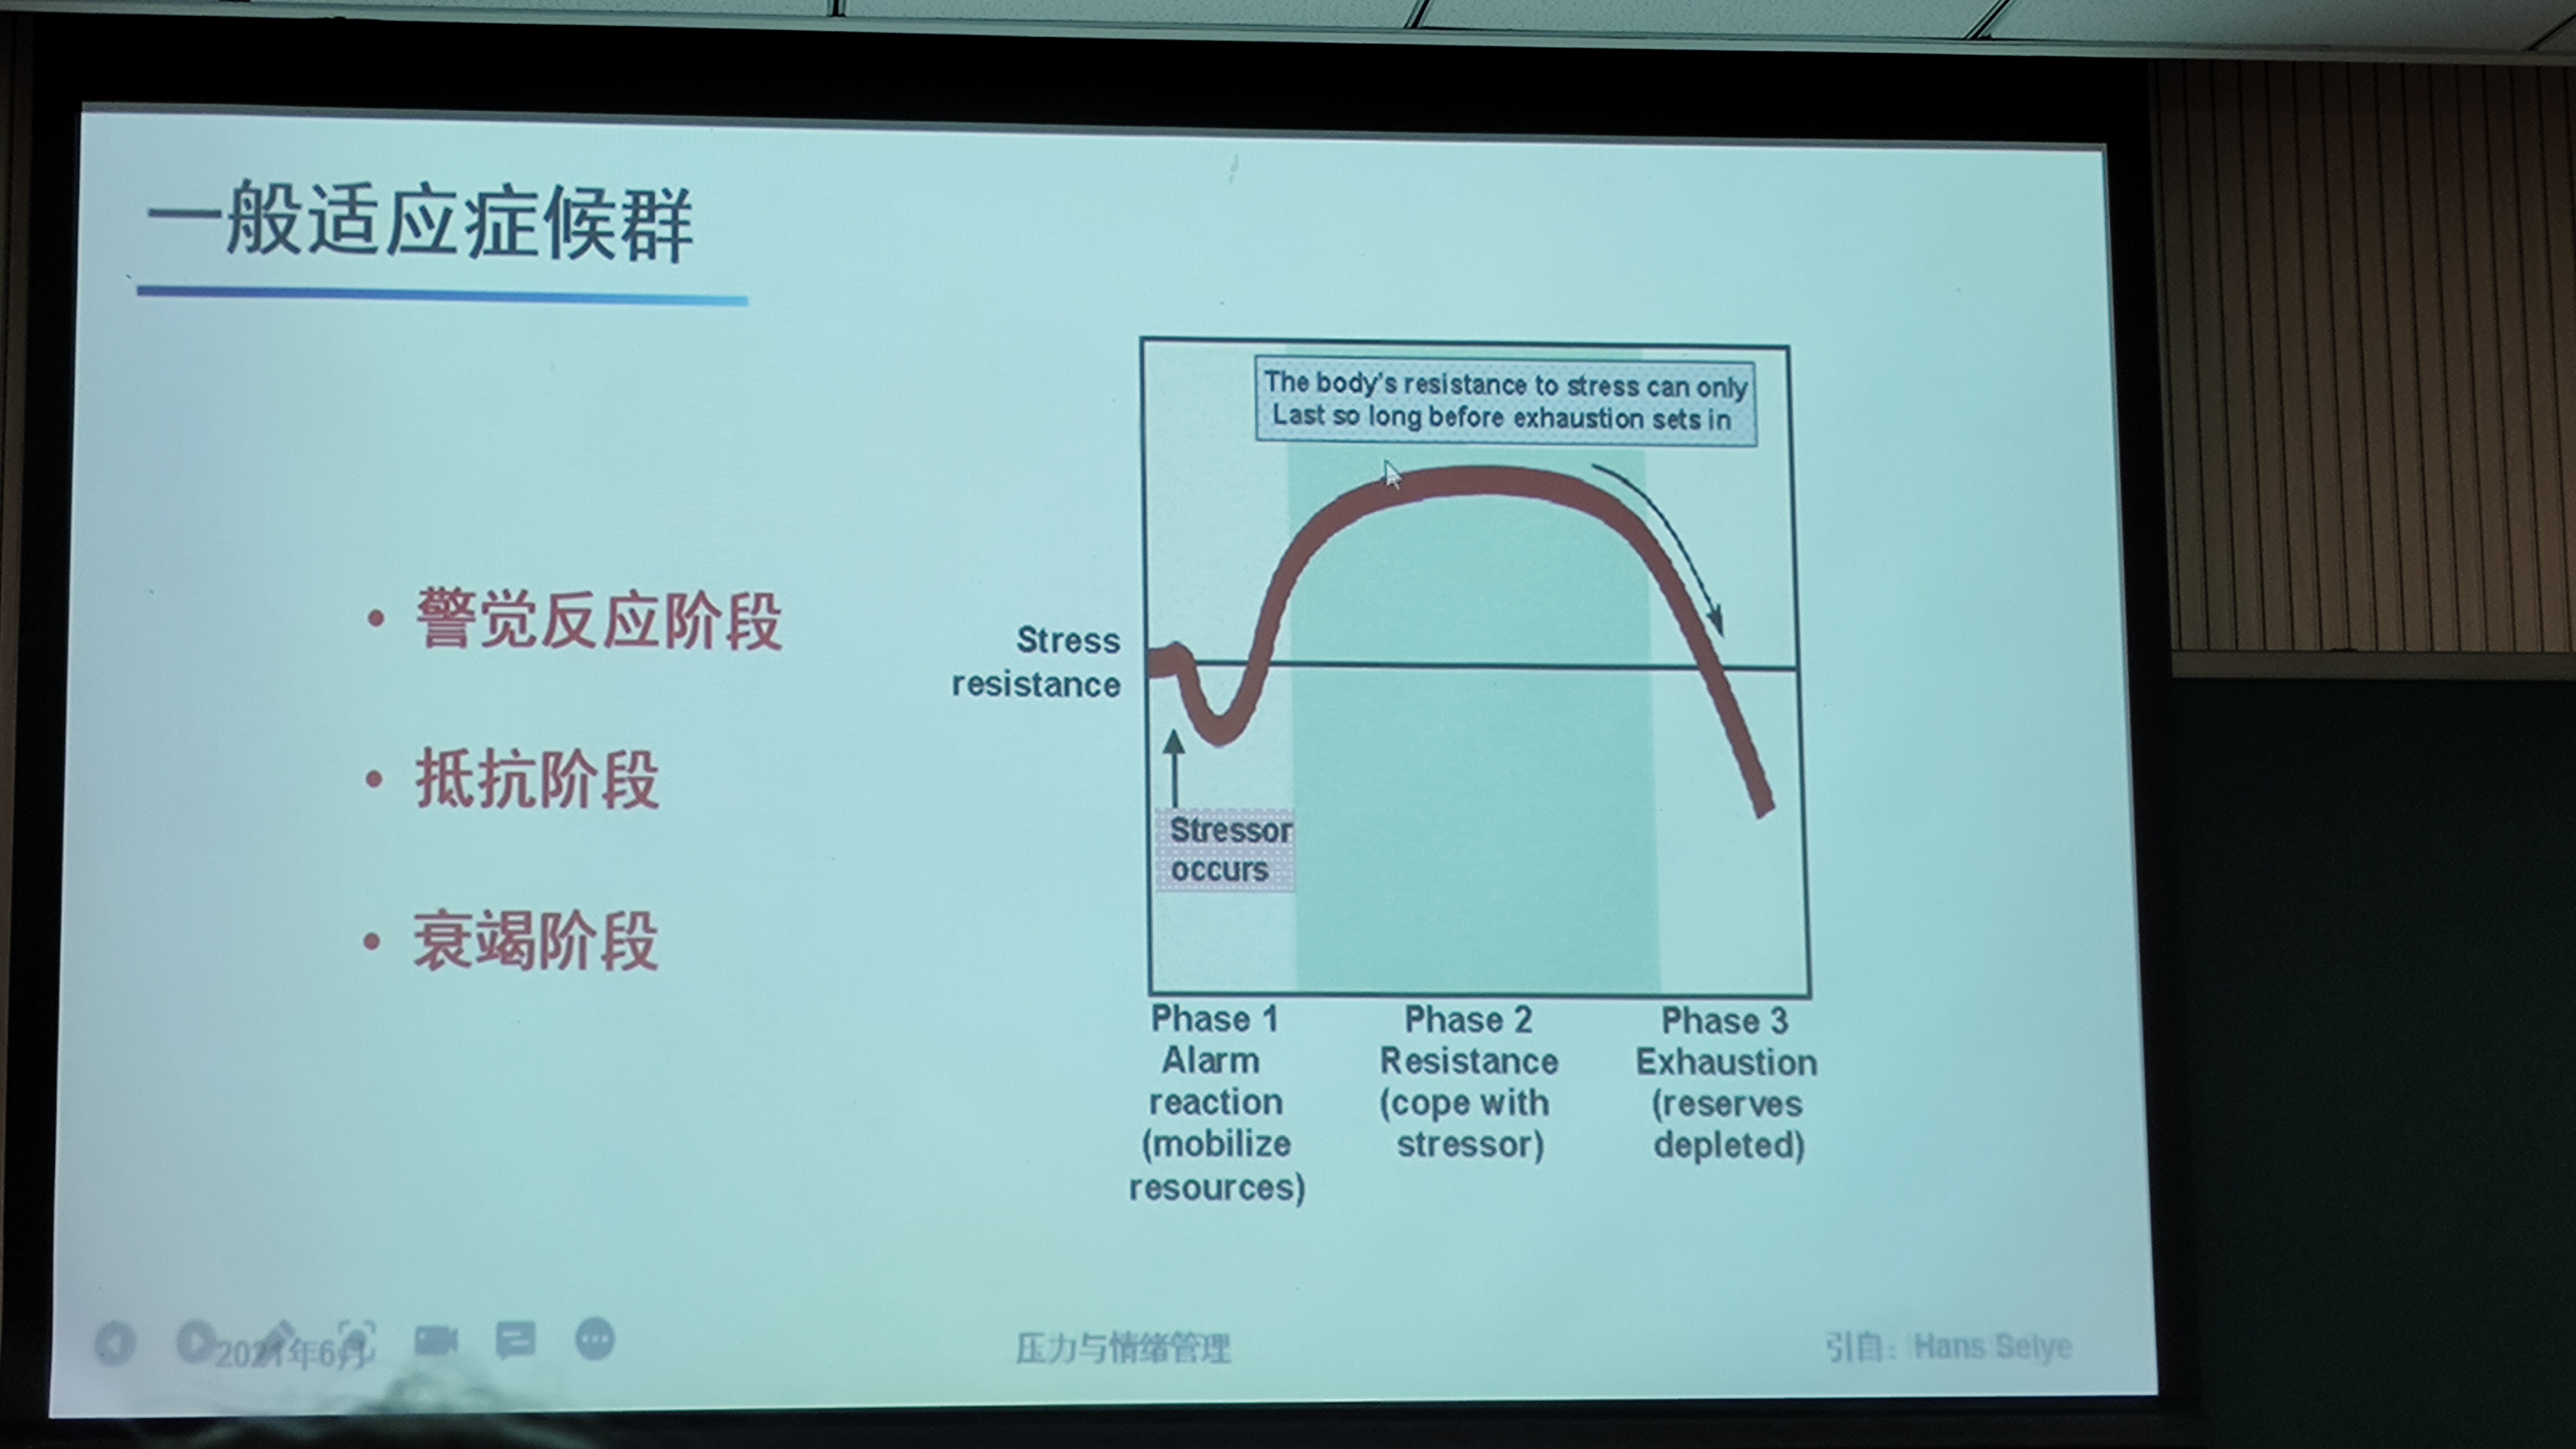 一般适应症候群
• 警觉反应阶段
• 抵抗阶段
• 衰竭阶段
The body's resistance to stress can only
Last so long before exhaustion sets in
Stress
resistance
Stressor
occurs
Phase 1
Alarm
reaction
(mobilize
resources)
Phase 2
Resistance
(cope with
stressor)
Phase 3
Exhaustion
(reserves
depleted)
2021年6月
压力与情绪管理
引自：Hans Selye